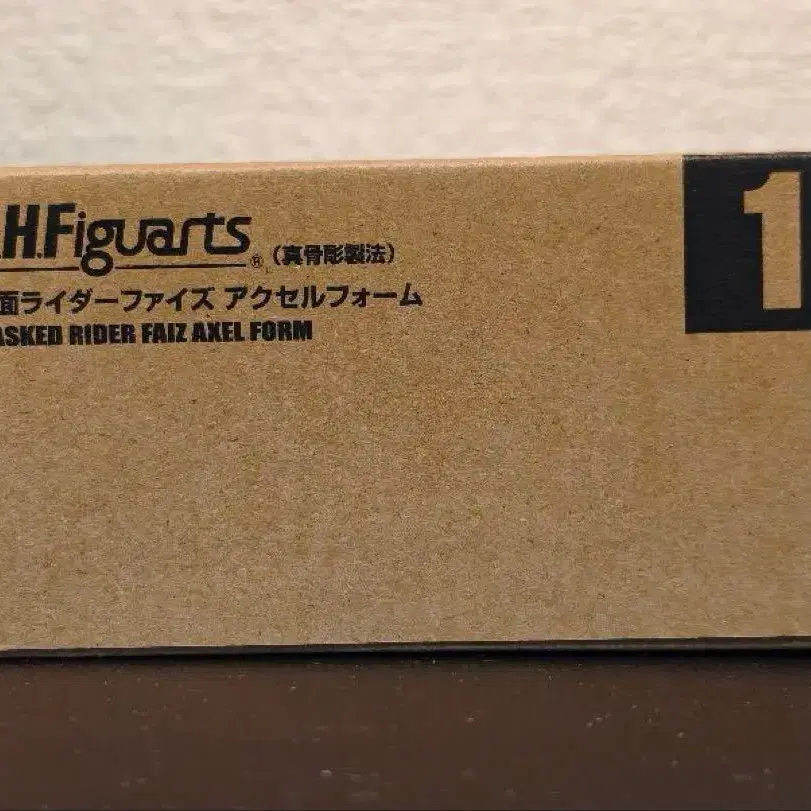 .H.Figuarts® (真骨彫製法)
面ライダーファイズ アクセルフォーム
ASKED RIDER FAIZ AXEL FORM
1